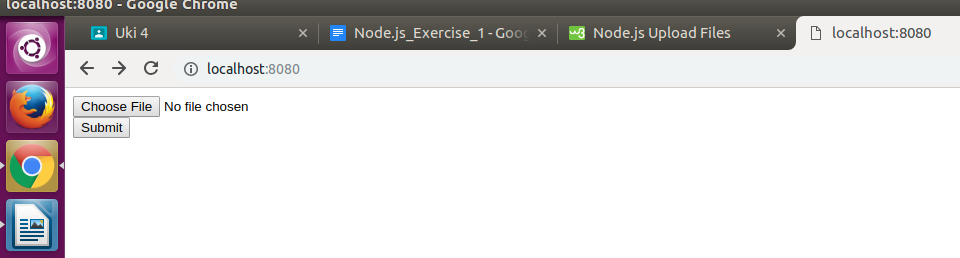 localhost:8080 - Google Chrome
Uki 4
Node.js_Exercise_1 - Goog
Node.js Upload Files
localhost:8080
localhost:8080
Choose File No file chosen
Submit